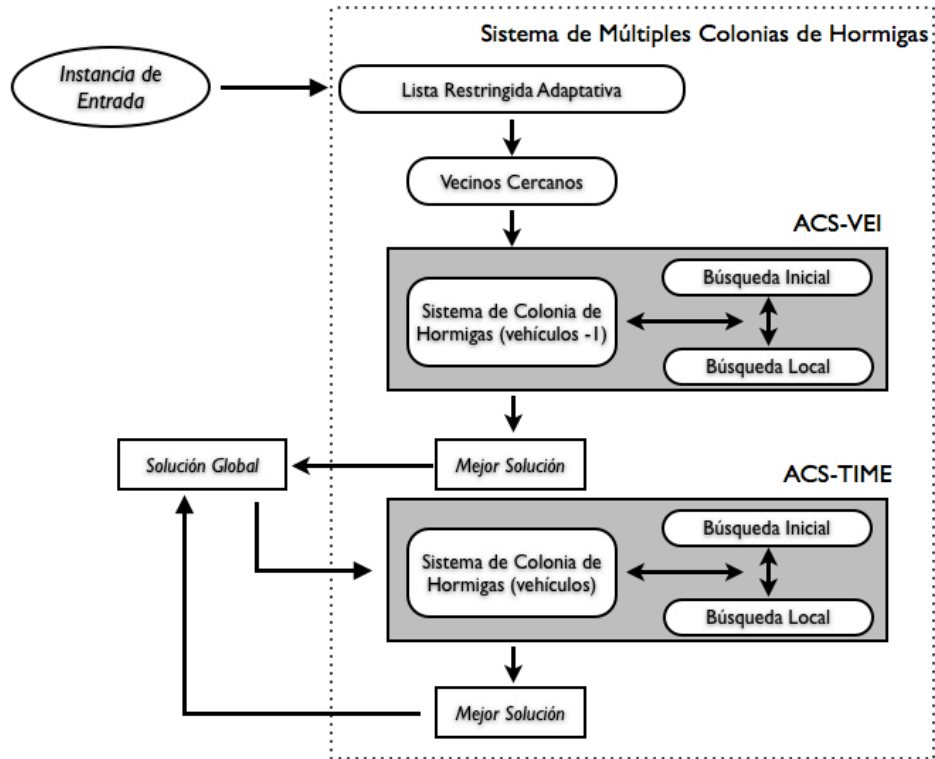 Sistema de Múltiples Colonias de Hormigas
Instancia de
Entrada
Lista Restringida Adaptativa
Vecinos Cercanos
ACS-VEI
Sistema de Colonia de
Hormigas (vehículos -1)
Búsqueda Inicial
Búsqueda Local
Solución Global
Mejor Solución
ACS-TIME
Sistema de Colonia de
Hormigas (vehículos)
Búsqueda Inicial
Búsqueda Local
Mejor Solución